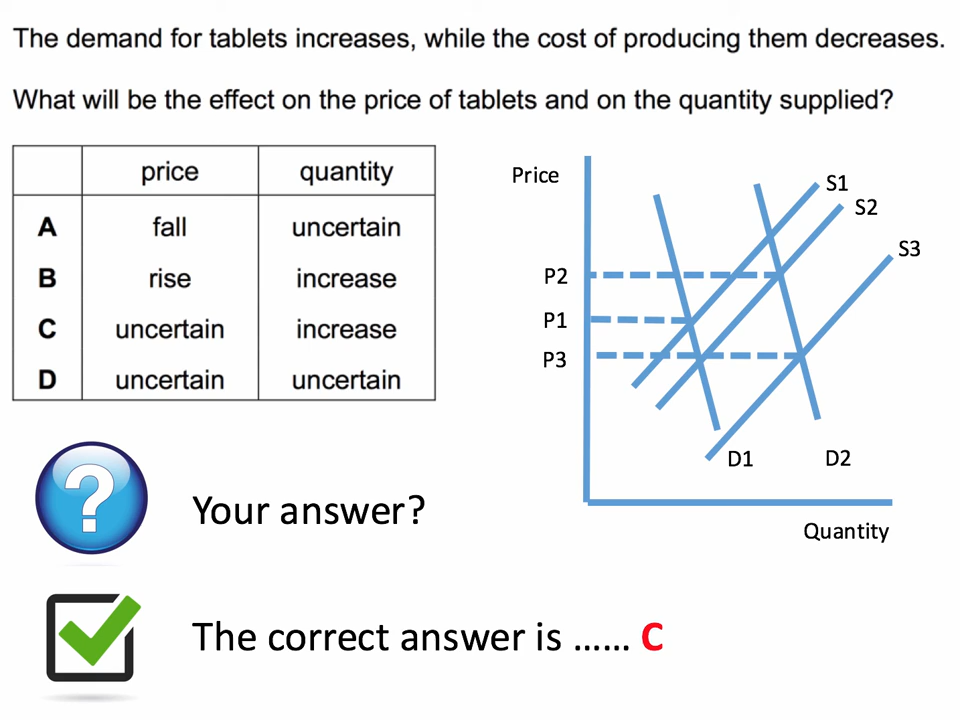 The demand for tablets increases, while the cost of producing them decreases.
What will be the effect on the price of tablets and on the quantity supplied?
price quantity
A fall uncertain
B rise increase
C uncertain increase
D uncertain uncertain
Price
S1
S2
S3
P2
P1
P3
D1 D2
Quantity
?
Your answer?
The correct answer is ...... C